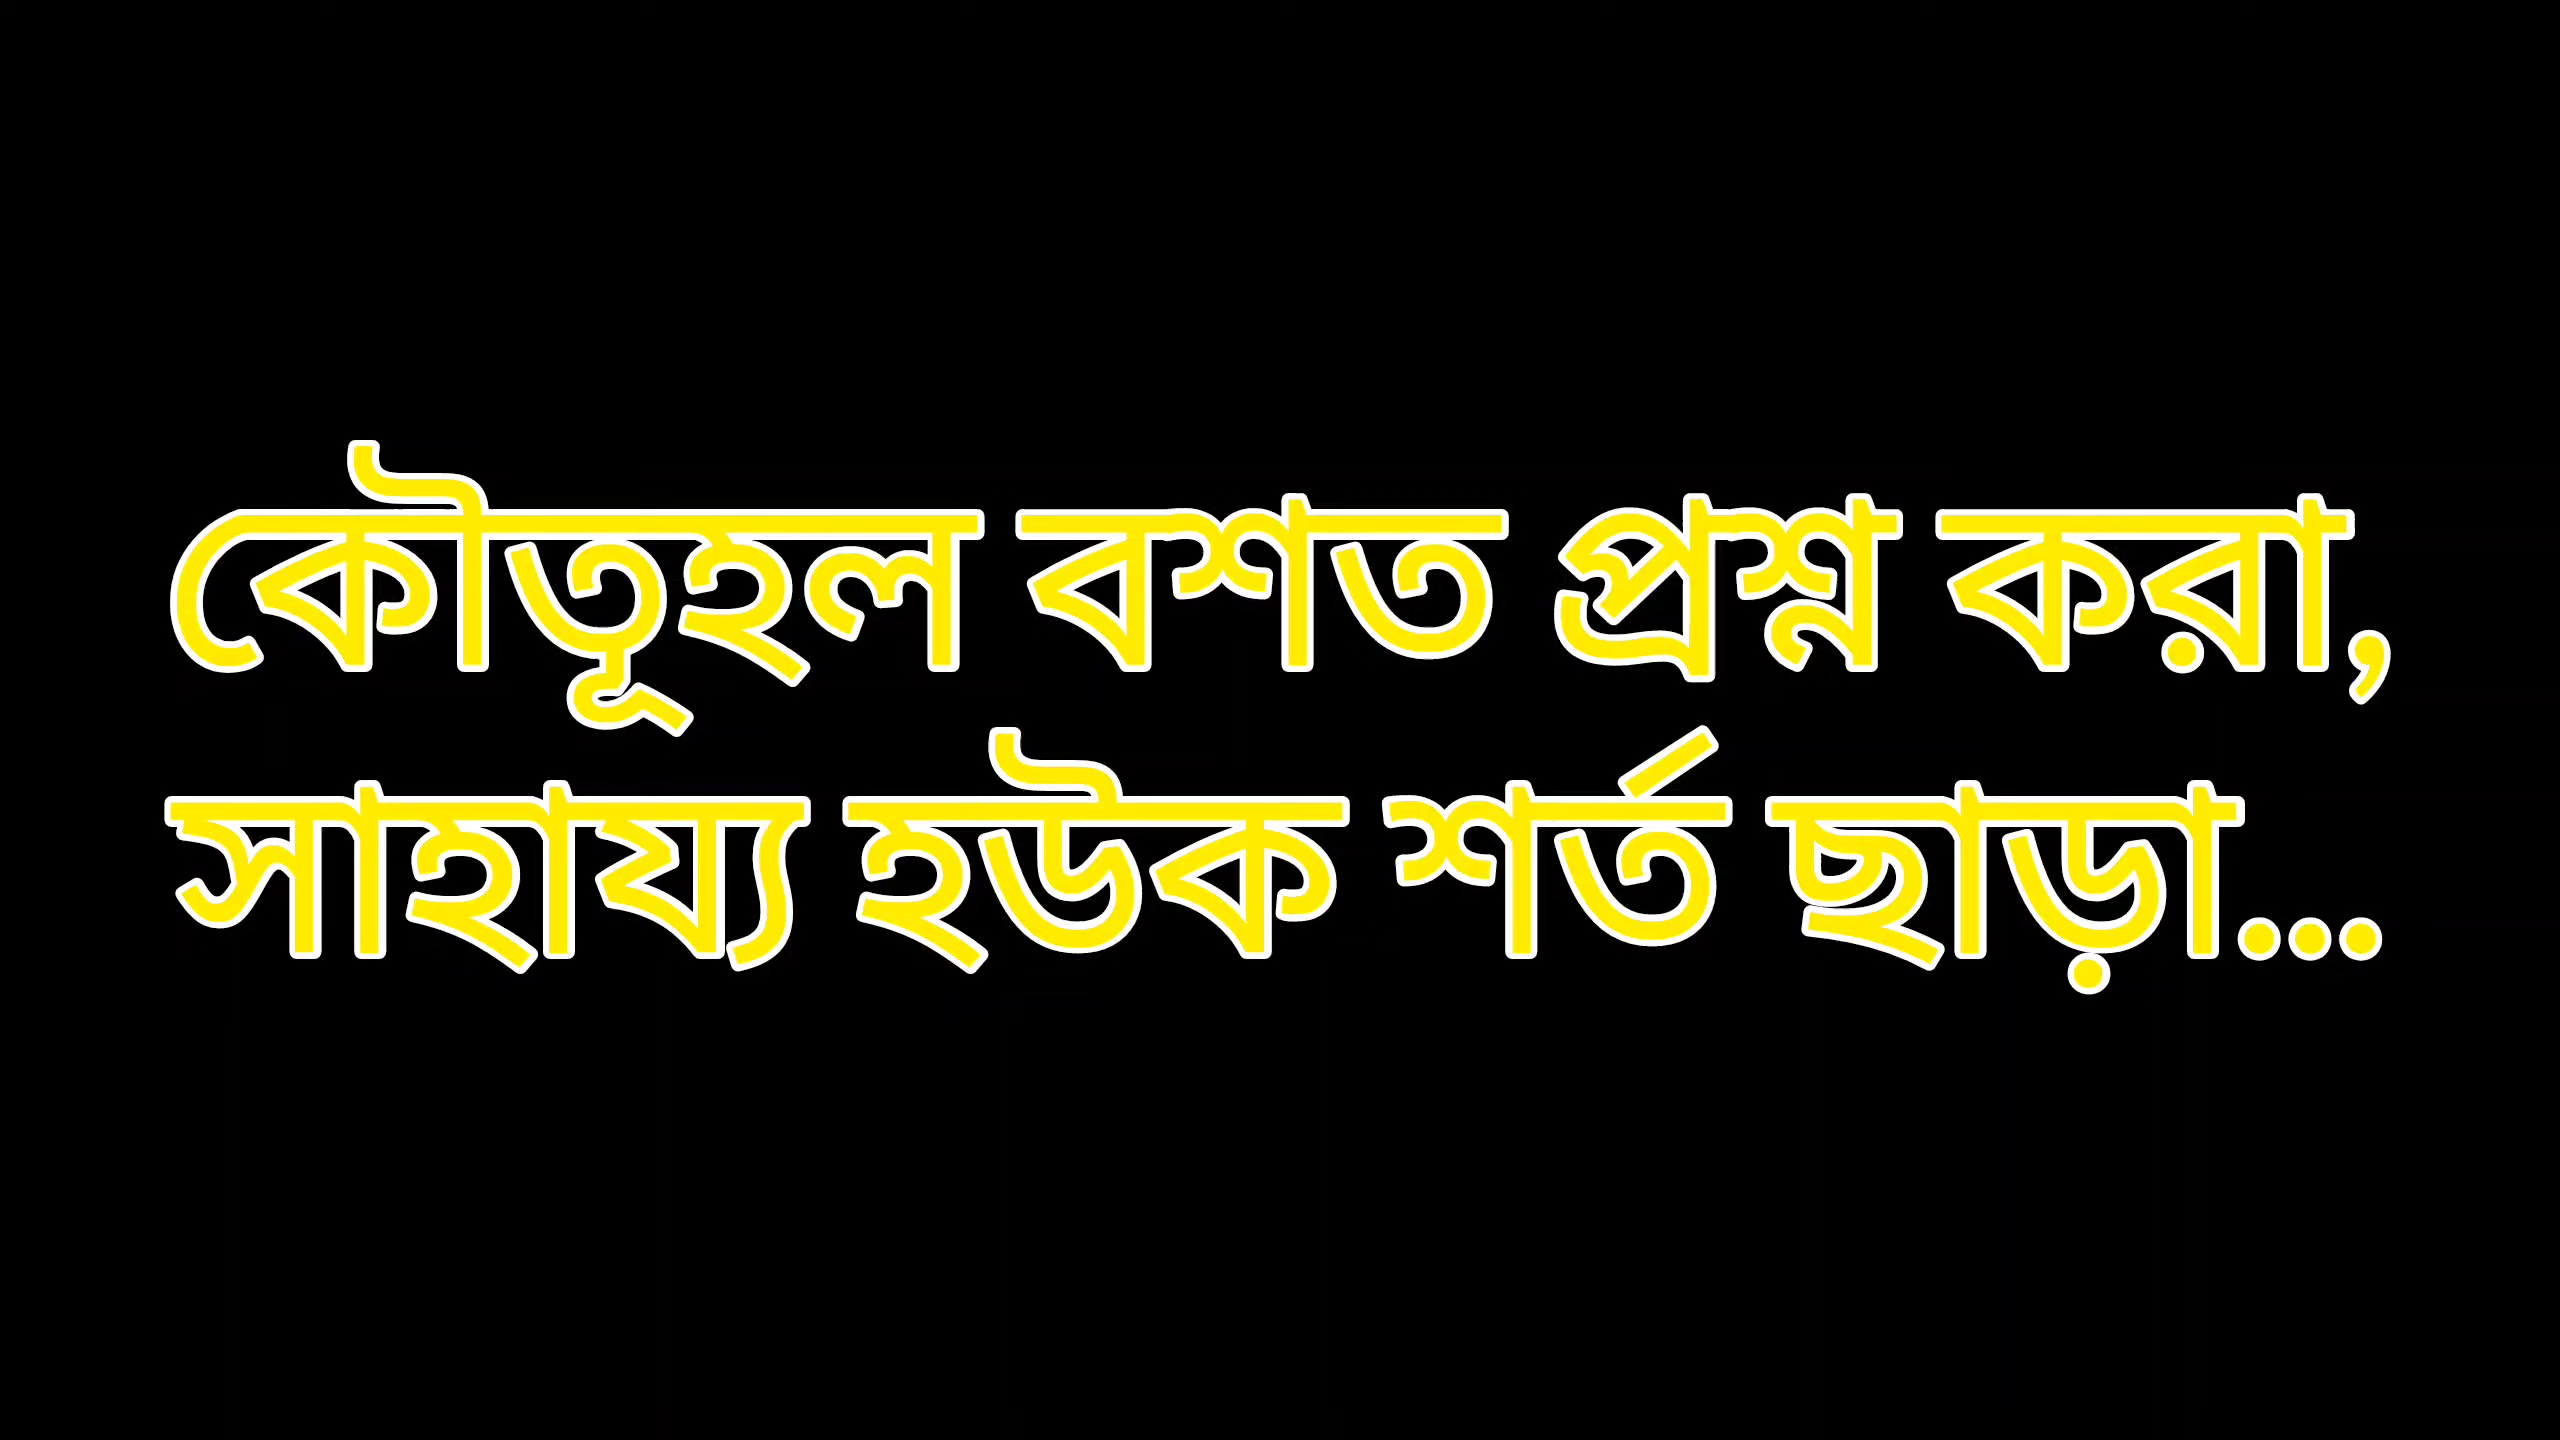 কৌতূহল বশত প্রশ্ন করা,
সাহায্য হউক শর্ত ছাড়া...